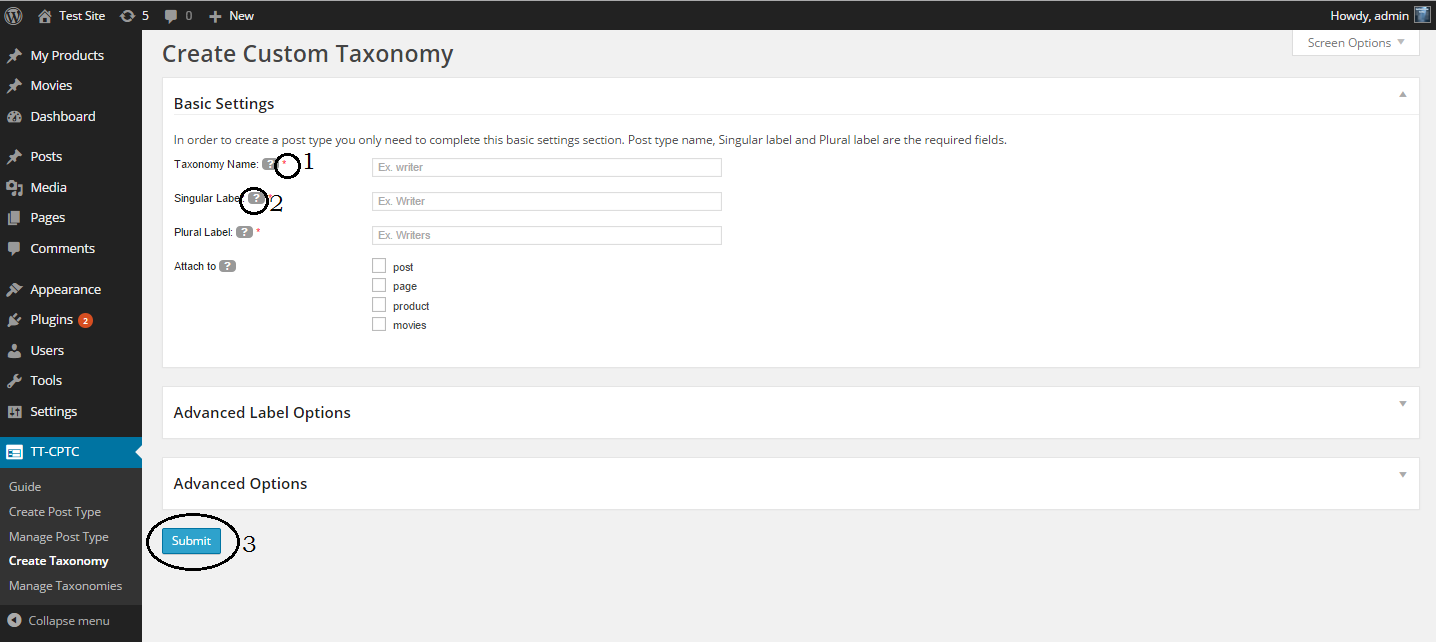 Test Site 5 0 + New Howdy, admin
Screen Options
My Products
Movies
Dashboard
Posts
Media
Pages
Comments
Appearance
Plugins 2
Users
Tools
Settings
TT-CPTC
Guide
Create Post Type
Manage Post Type
Create Taxonomy
Manage Taxonomies
Collapse menu
Create Custom Taxonomy
Basic Settings
In order to create a post type you only need to complete this basic settings section. Post type name, Singular label and Plural label are the required fields.
Taxonomy Name: ? * 1 Ex. writer
Singular Label: ? * 2 Ex. Writer
Plural Label: ? * Ex. Writers
Attach to ? post
page
product
movies
Advanced Label Options
Advanced Options
Submit 3